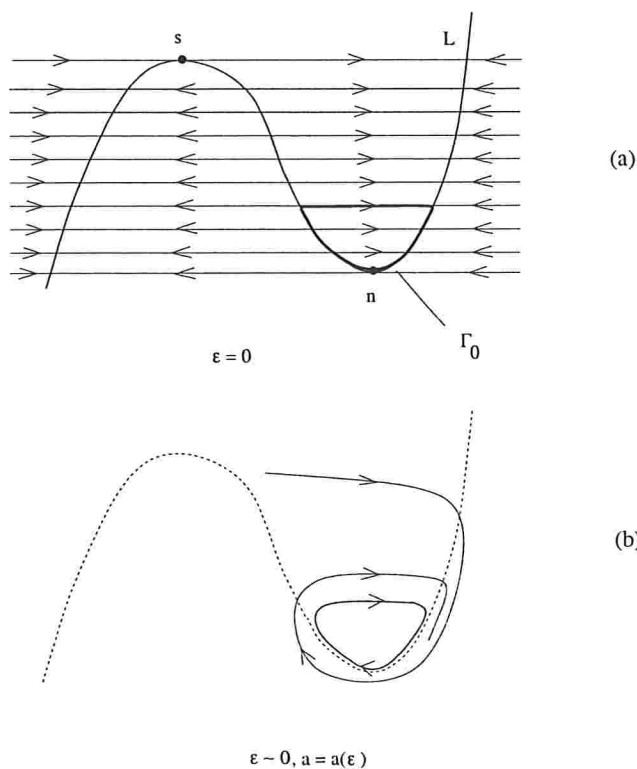 s
L
(a)
n
Γ₀
ε = 0
(b)
ε ~ 0, a = a(ε)